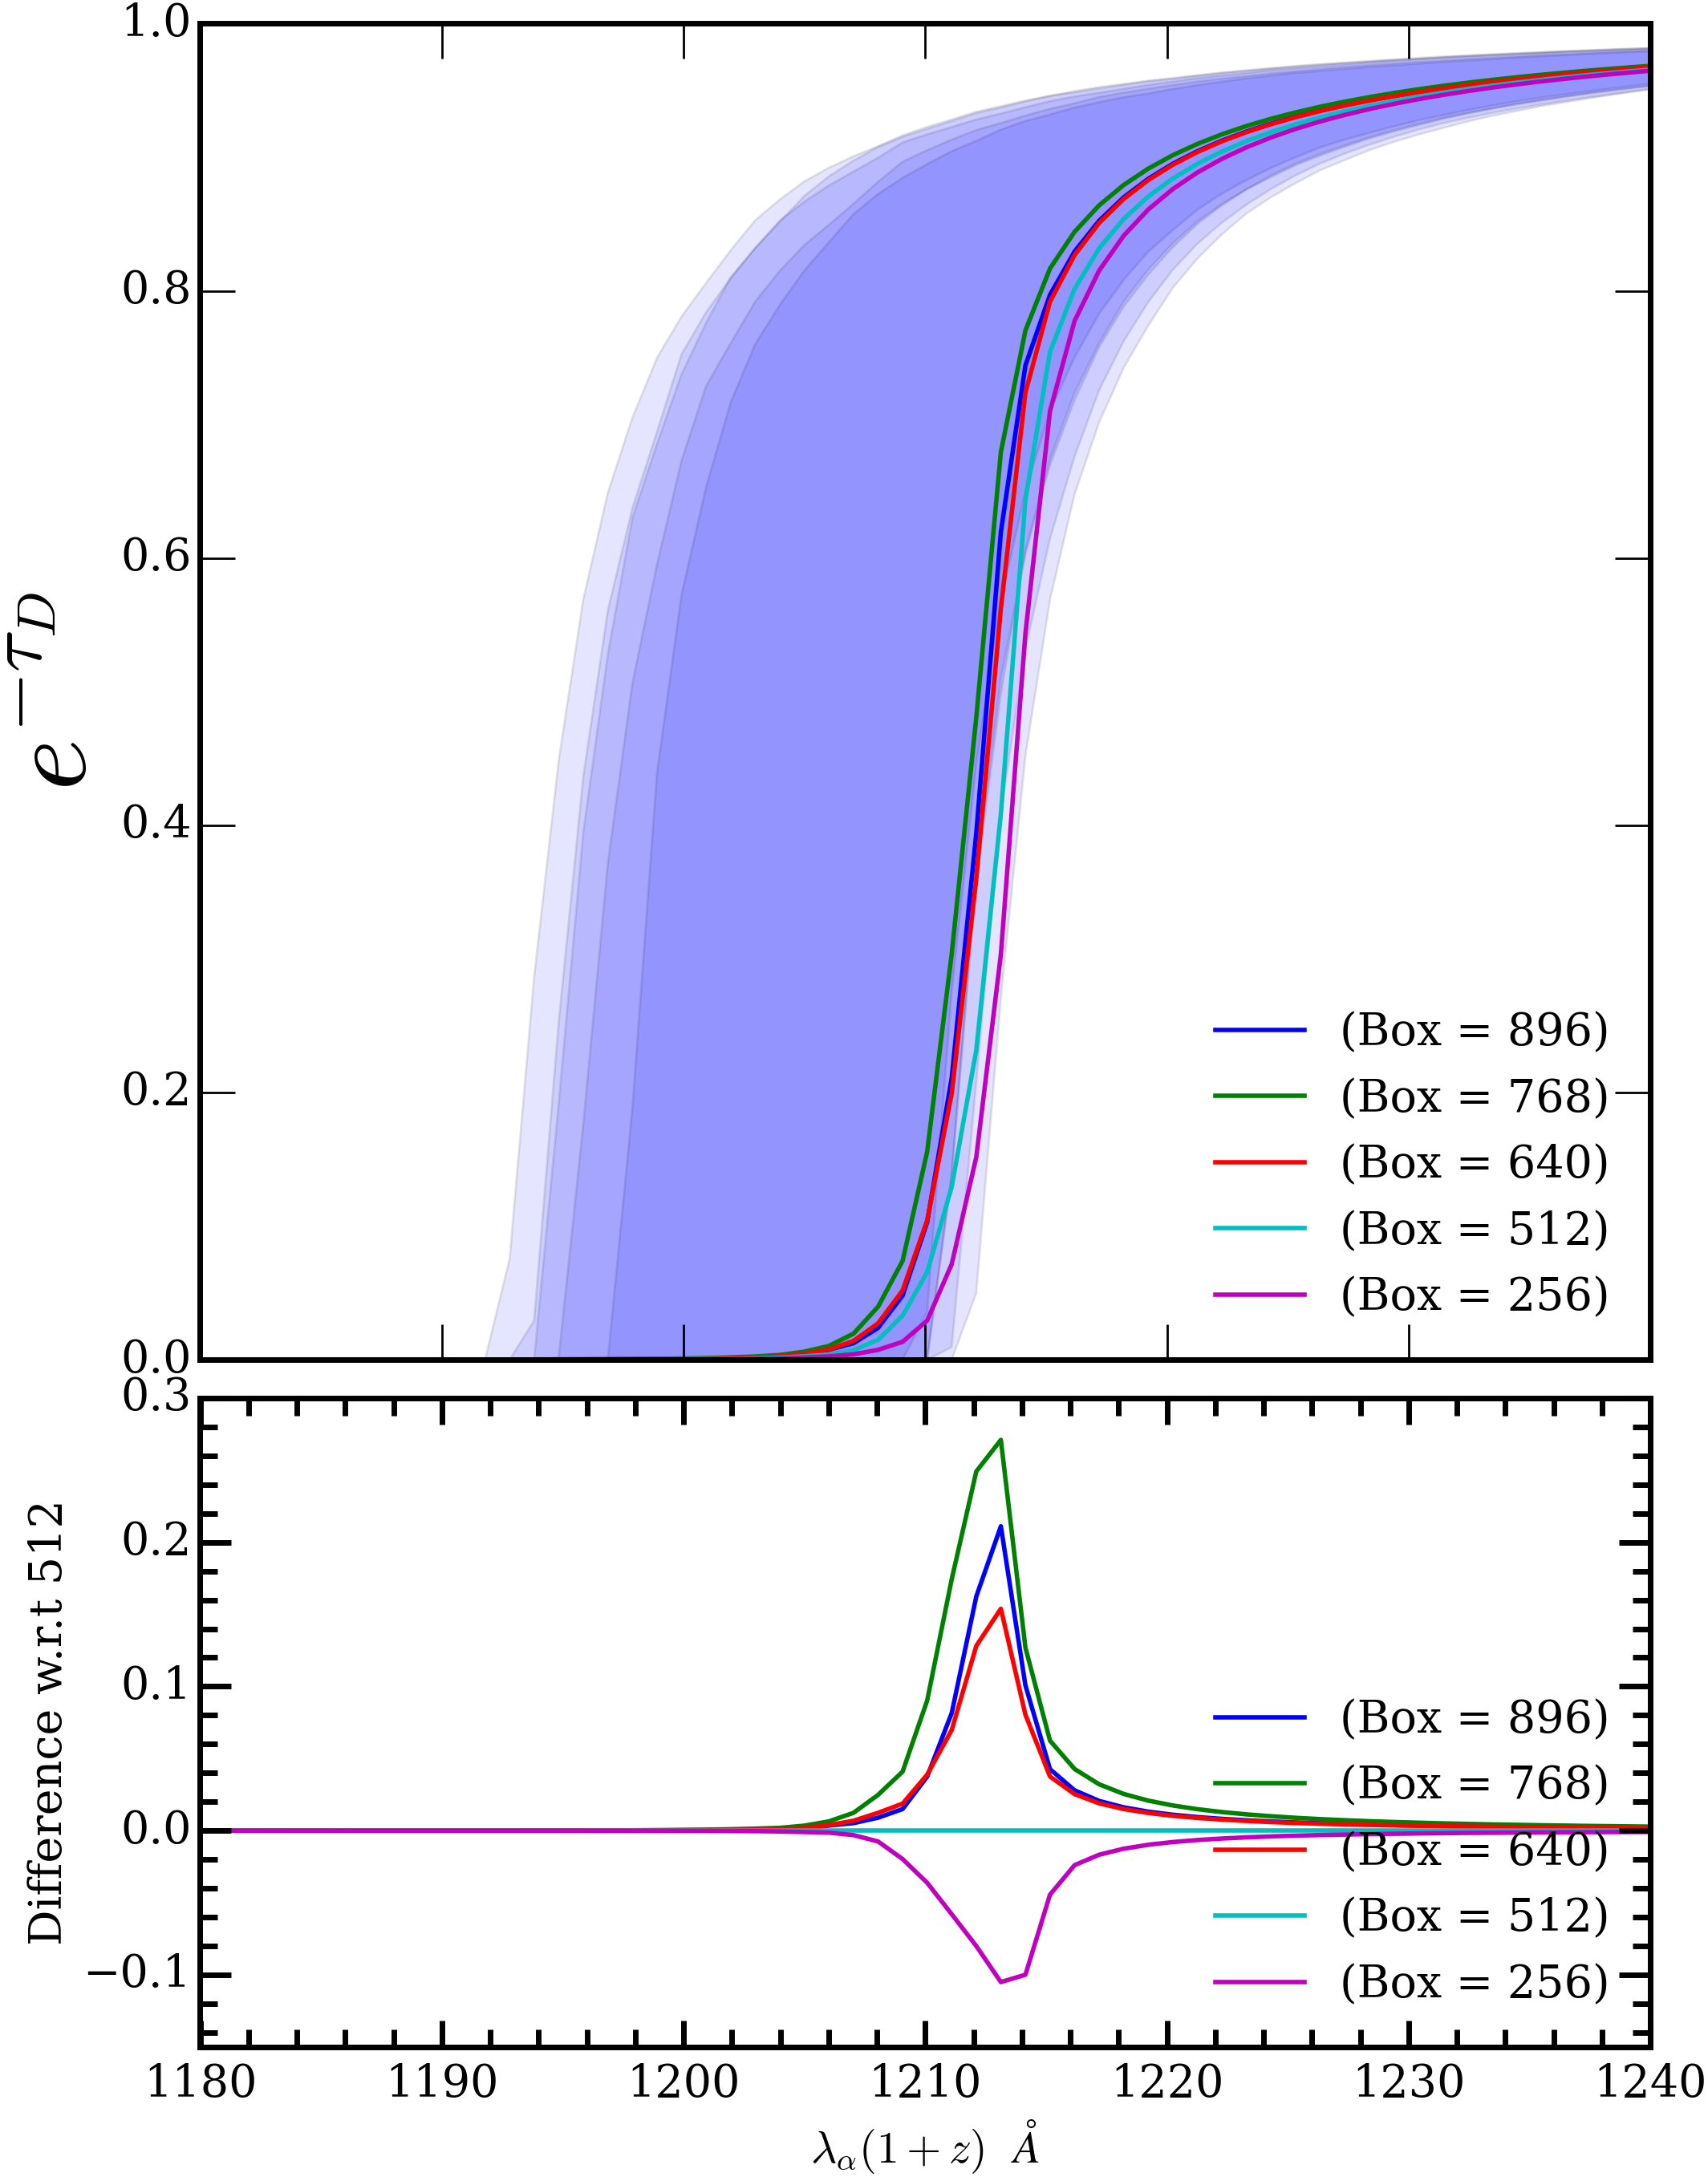 1.0
0.8
0.6
0.4
0.2
0.0
e^{-τ_D}
(Box = 896)
(Box = 768)
(Box = 640)
(Box = 512)
(Box = 256)
0.3
0.2
0.1
0.0
−0.1
Difference w.r.t 512
(Box = 896)
(Box = 768)
(Box = 640)
(Box = 512)
(Box = 256)
1180 1190 1200 1210 1220 1230 1240
λ_α(1 + z) Å